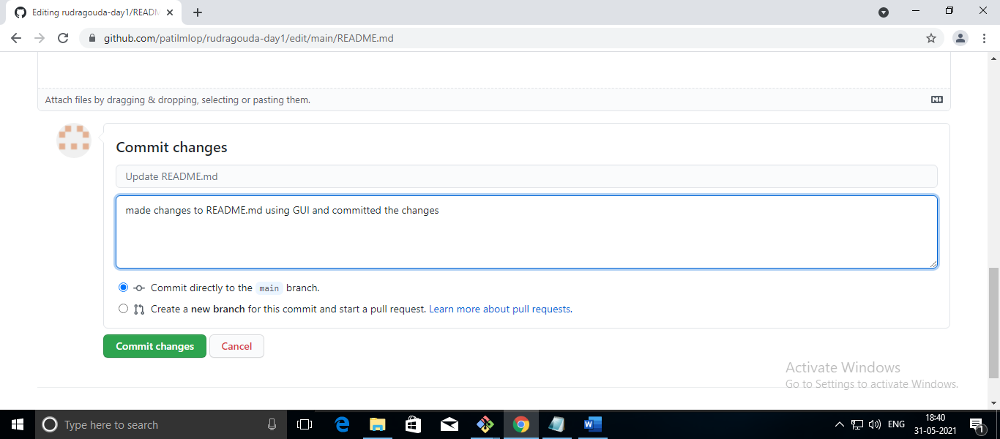 Editing rudragouda-day1/READM
github.com/patilmlop/rudragouda-day1/edit/main/README.md
Attach files by dragging & dropping, selecting or pasting them.
Commit changes
Update README.md
made changes to README.md using GUI and committed the changes
Commit directly to the main branch.
Create a new branch for this commit and start a pull request. Learn more about pull requests.
Commit changes Cancel
Activate Windows
Go to Settings to activate Windows.
Type here to search
ENG
18:40
31-05-2021
1